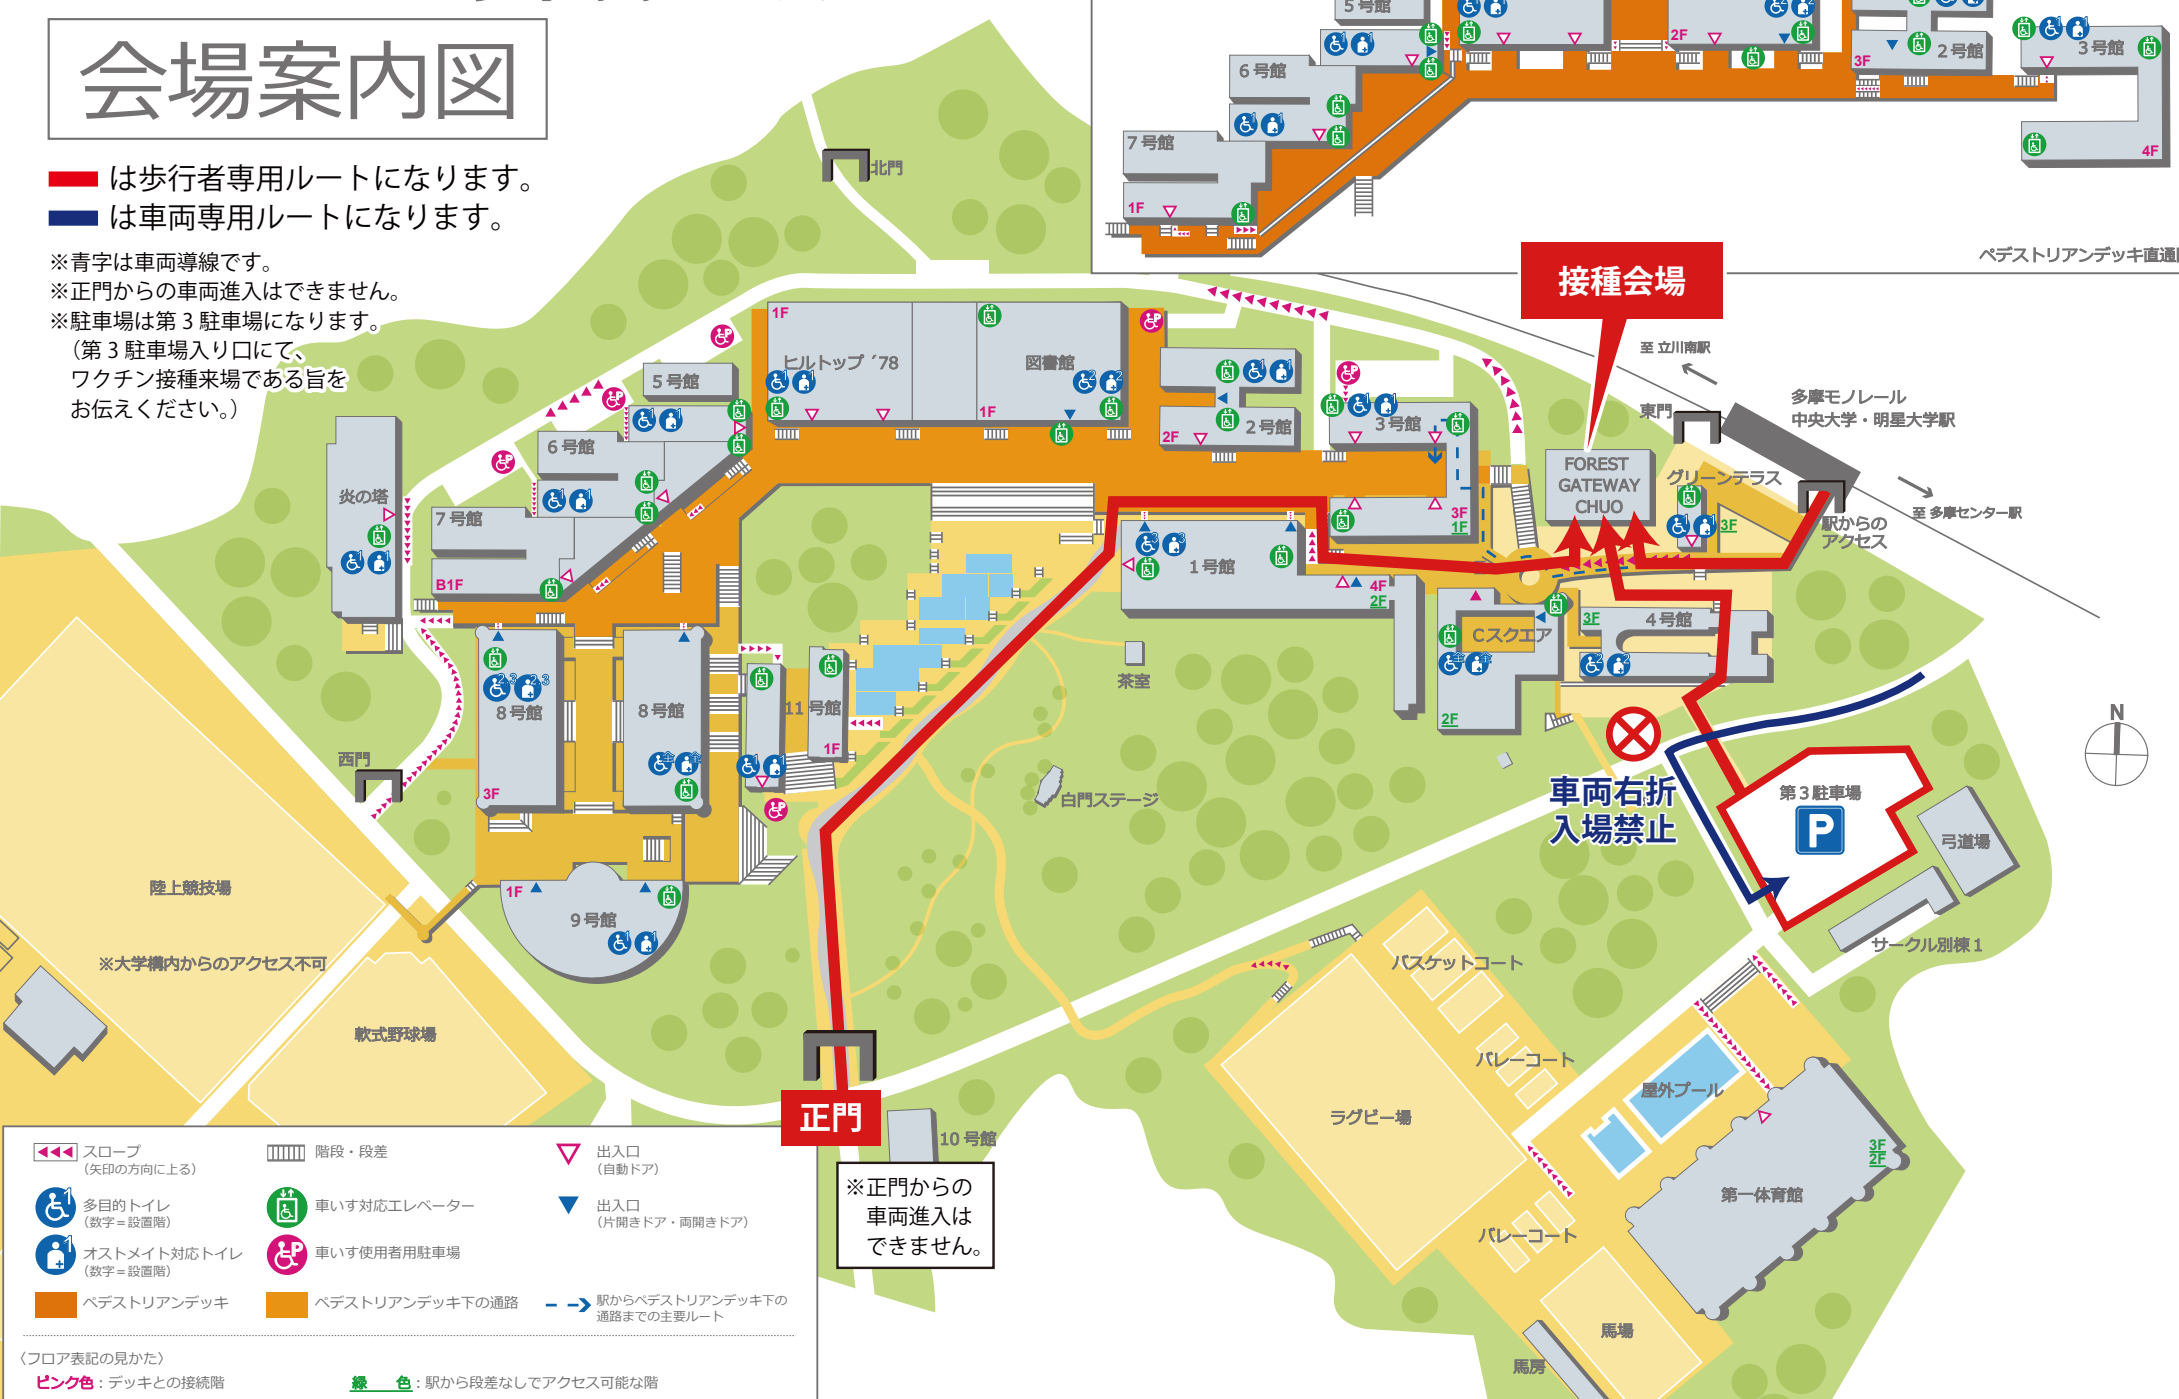 会場案内図
は歩行者専用ルートになります。
は車両専用ルートになります。
※青字は車両導線です。
※正門からの車両進入はできません。
※駐車場は第3駐車場になります。
（第3駐車場入り口にて、
ワクチン接種来場である旨を
お伝えください。）
5号館
6号館
7号館
1F
2F
3F
2号館
3号館
4F
ペデストリアンデッキ直通
接種会場
北門
至 立川南駅
多摩モノレール
中央大学・明星大学駅
東門
グリーンテラス
3F
駅からの
アクセス
至 多摩センター駅
FOREST
GATEWAY
CHUO
1F
ヒルトップ ´78
図書館
1F
5号館
6号館
7号館
B1F
炎の塔
2F
2号館
3号館
3F
1F
1号館
4F
2F
Cスクエア
2F
3F
4号館
茶室
白門ステージ
8号館
3F
8号館
11号館
1F
1F
9号館
西門
陸上競技場
※大学構内からのアクセス不可
軟式野球場
車両右折
入場禁止
第3駐車場
P
弓道場
サークル別棟1
N
バスケットコート
バレーコート
ラグビー場
屋外プール
第一体育館
3F
2F
バレーコート
馬場
馬房
正門
10号館
※正門からの
車両進入は
できません。
スロープ
（矢印の方向に上る）
階段・段差
出入口
（自動ドア）
多目的トイレ
（数字＝設置階）
車いす対応エレベーター
出入口
（片開きドア・両開きドア）
オストメイト対応トイレ
（数字＝設置階）
車いす使用者用駐車場
ペデストリアンデッキ
ペデストリアンデッキ下の通路
駅からペデストリアンデッキ下の
通路までの主要ルート
〈フロア表記の見かた〉
ピンク色：デッキとの接続階
緑　色：駅から段差なしでアクセス可能な階